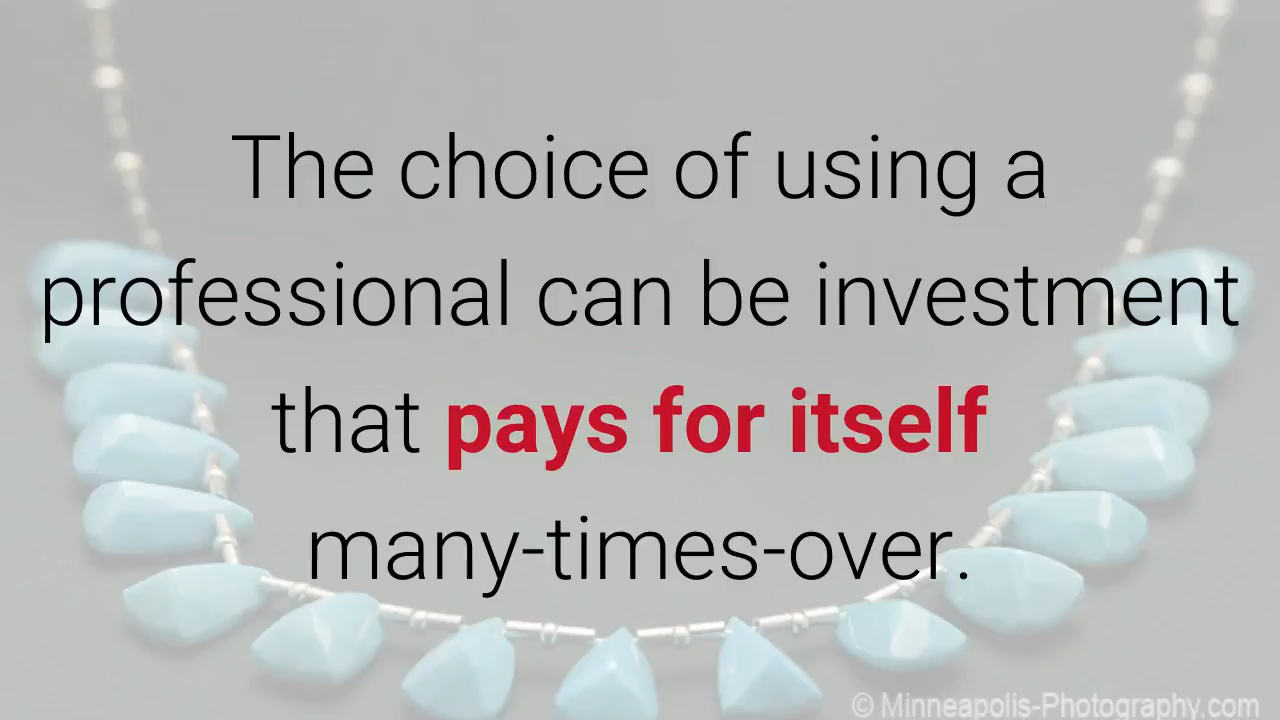 The choice of using a
professional can be investment
that pays for itself
many-times-over.
© Minneapolis-Photography.com